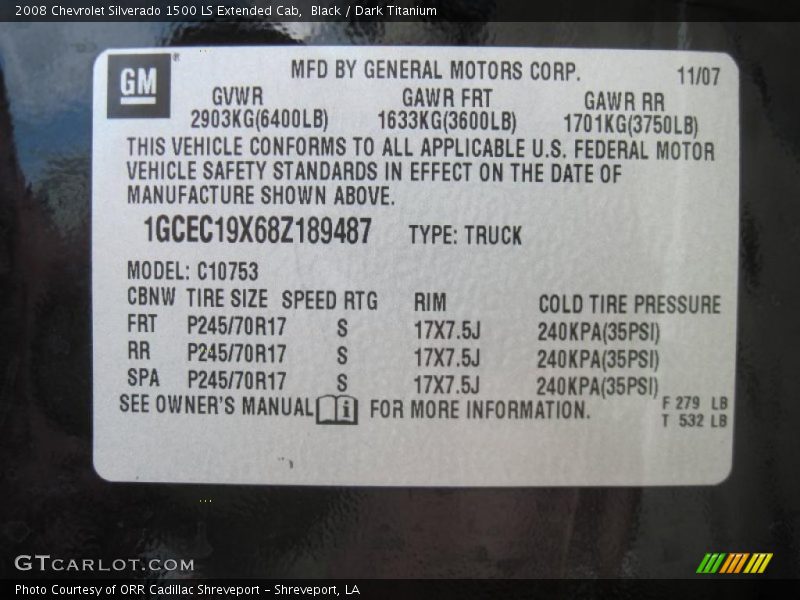 2008 Chevrolet Silverado 1500 LS Extended Cab, Black / Dark Titanium
GM ®
MFD BY GENERAL MOTORS CORP. 11/07
GVWR GAWR FRT GAWR RR
2903KG(6400LB) 1633KG(3600LB) 1701KG(3750LB)
THIS VEHICLE CONFORMS TO ALL APPLICABLE U.S. FEDERAL MOTOR
VEHICLE SAFETY STANDARDS IN EFFECT ON THE DATE OF
MANUFACTURE SHOWN ABOVE.
1GCEC19X68Z189487 TYPE: TRUCK
MODEL: C10753
CBNW TIRE SIZE SPEED RTG RIM COLD TIRE PRESSURE
FRT P245/70R17 S 17X7.5J 240KPA(35PSI)
RR P245/70R17 S 17X7.5J 240KPA(35PSI)
SPA P245/70R17 S 17X7.5J 240KPA(35PSI)
SEE OWNER'S MANUAL i FOR MORE INFORMATION.
F 279 LB
T 532 LB
GTCARLOT.COM
Photo Courtesy of ORR Cadillac Shreveport - Shreveport, LA